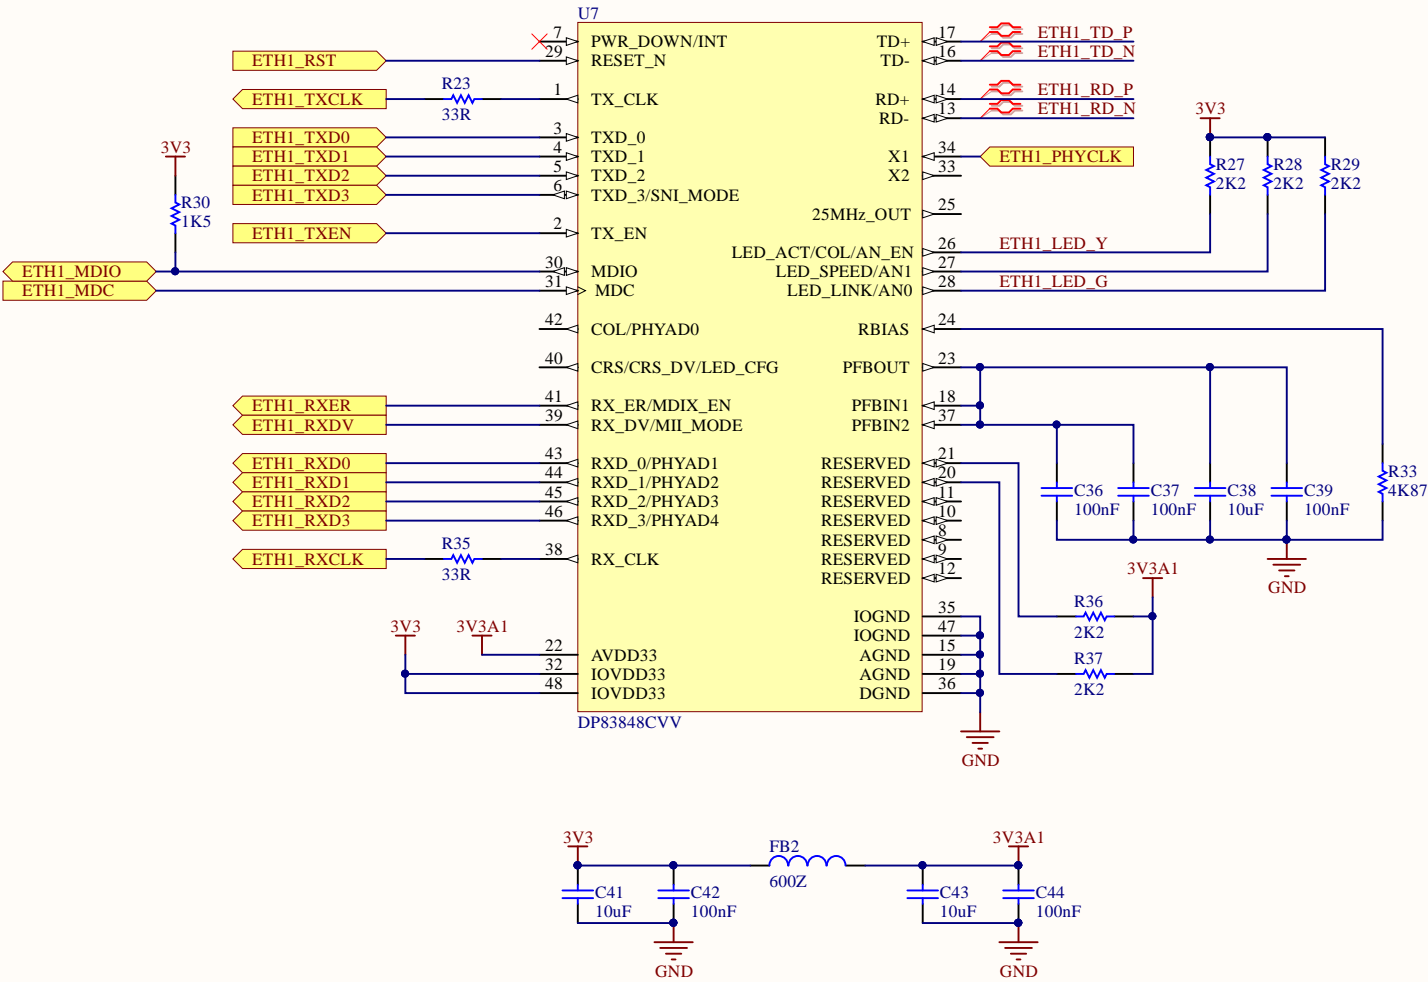 U7
7 PWR_DOWN/INT TD+ 17 ETH1_TD_P
ETH1_RST 29 RESET_N TD- 16 ETH1_TD_N
ETH1_TXCLK R23 33R 1 TX_CLK RD+ 14 ETH1_RD_P
RD- 13 ETH1_RD_N
ETH1_TXD0 3 TXD_0
ETH1_TXD1 4 TXD_1 X1 34 ETH1_PHYCLK
ETH1_TXD2 5 TXD_2 X2 33
ETH1_TXD3 6 TXD_3/SNI_MODE
3V3
R27 2K2
R28 2K2
R29 2K2
3V3
R30
1K5
25MHz_OUT 25
ETH1_TXEN 2 TX_EN
LED_ACT/COL/AN_EN 26 ETH1_LED_Y
ETH1_MDIO 30 MDIO LED_SPEED/AN1 27
ETH1_MDC 31 MDC LED_LINK/AN0 28 ETH1_LED_G
42 COL/PHYAD0 RBIAS 24
40 CRS/CRS_DV/LED_CFG PFBOUT 23
ETH1_RXER 41 RX_ER/MDIX_EN PFBIN1 18
ETH1_RXDV 39 RX_DV/MII_MODE PFBIN2 37
ETH1_RXD0 43 RXD_0/PHYAD1 RESERVED 21
ETH1_RXD1 44 RXD_1/PHYAD2 RESERVED 20
ETH1_RXD2 45 RXD_2/PHYAD3 RESERVED 11
ETH1_RXD3 46 RXD_3/PHYAD4 RESERVED 10
RESERVED 8
ETH1_RXCLK R35 33R 38 RX_CLK RESERVED 9
RESERVED 12
C36 100nF
C37 100nF
C38 10uF
C39 100nF
R33 4K87
GND
3V3A1
R36
2K2
R37
2K2
IOGND 35
IOGND 47
3V3 3V3A1
22 AVDD33 AGND 15
32 IOVDD33 AGND 19
48 IOVDD33 DGND 36
DP83848CVV
GND
3V3 FB2 3V3A1
600Z
C41 C42 C43 C44
10uF 100nF 10uF 100nF
GND GND